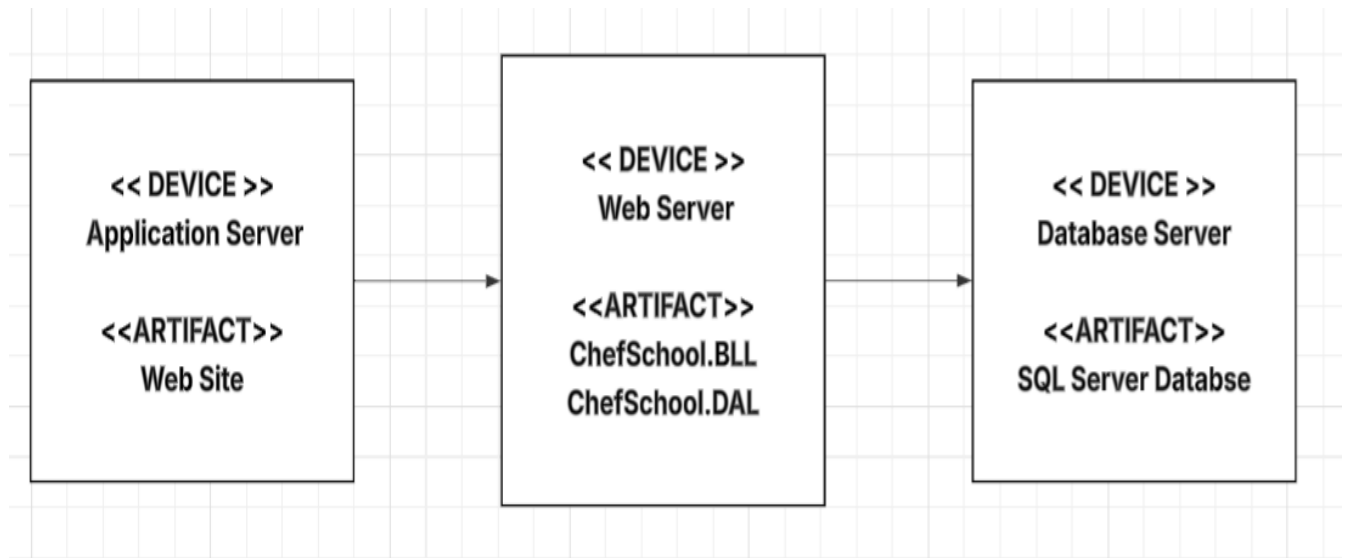 << DEVICE >>
Application Server
<<ARTIFACT>>
Web Site
<< DEVICE >>
Web Server
<<ARTIFACT>>
ChefSchool.BLL
ChefSchool.DAL
<< DEVICE >>
Database Server
<<ARTIFACT>>
SQL Server Databse